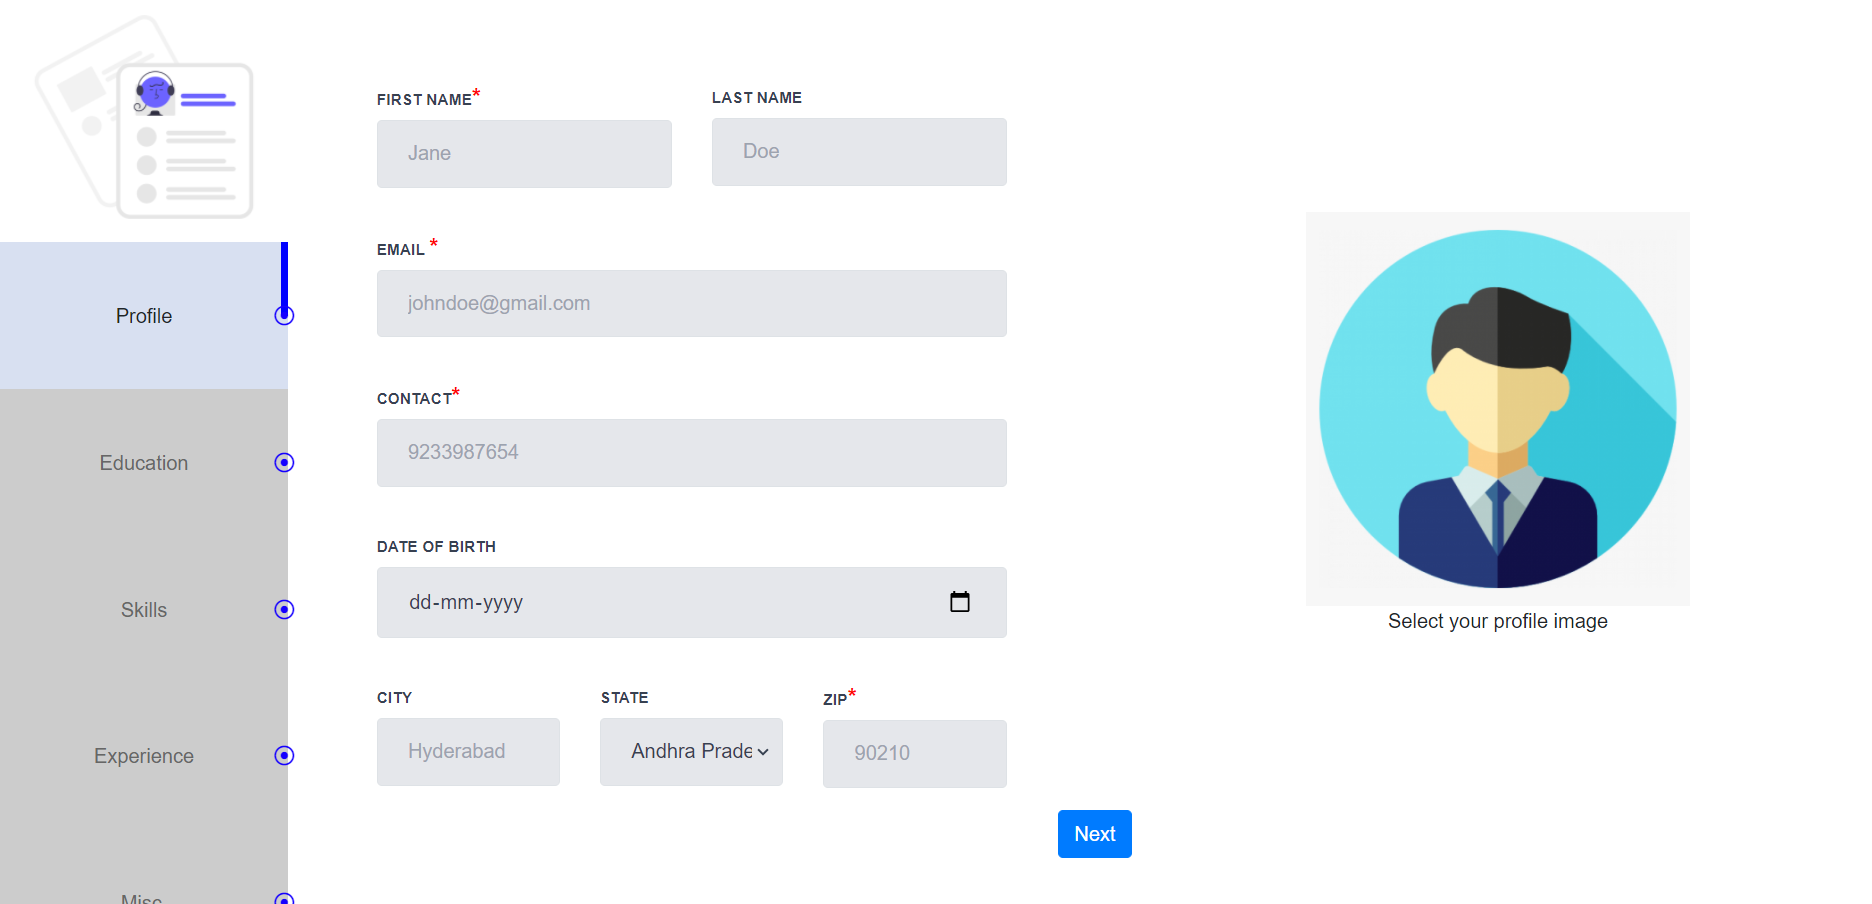 Profile
Education
Skills
Experience
Misc
FIRST NAME*
Jane
LAST NAME
Doe
EMAIL *
johndoe@gmail.com
CONTACT*
9233987654
DATE OF BIRTH
dd-mm-yyyy
CITY
Hyderabad
STATE
Andhra Prade
ZIP*
90210
Next
Select your profile image